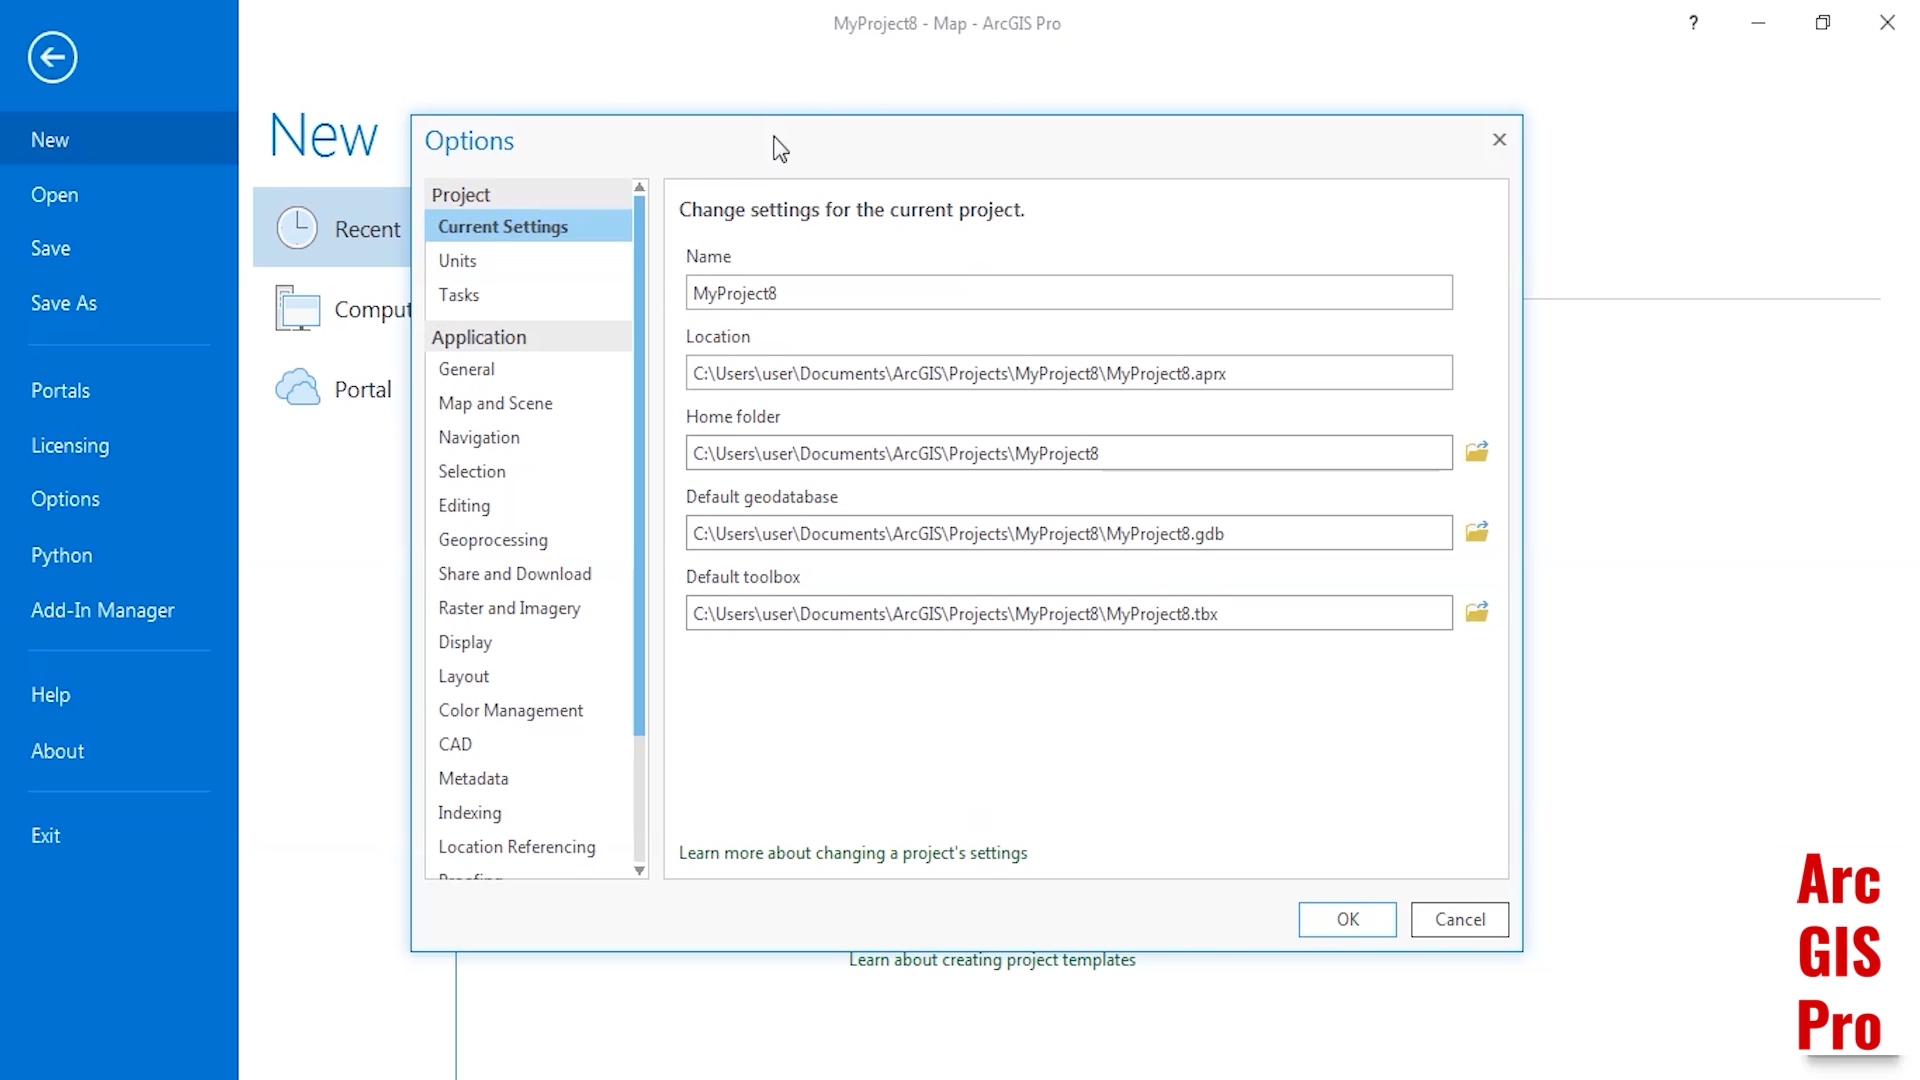 MyProject8 - Map - ArcGIS Pro
?
New
Open
Save
Save As
Portals
Licensing
Options
Python
Add-In Manager
Help
About
Exit
New
Recent
Comput
Portal
Options
Project
Current Settings
Units
Tasks
Application
General
Map and Scene
Navigation
Selection
Editing
Geoprocessing
Share and Download
Raster and Imagery
Display
Layout
Color Management
CAD
Metadata
Indexing
Location Referencing
Change settings for the current project.
Name
MyProject8
Location
C:\Users\user\Documents\ArcGIS\Projects\MyProject8\MyProject8.aprx
Home folder
C:\Users\user\Documents\ArcGIS\Projects\MyProject8
Default geodatabase
C:\Users\user\Documents\ArcGIS\Projects\MyProject8\MyProject8.gdb
Default toolbox
C:\Users\user\Documents\ArcGIS\Projects\MyProject8\MyProject8.tbx
Learn more about changing a project's settings
OK
Cancel
Learn about creating project templates
Arc
GIS
Pro